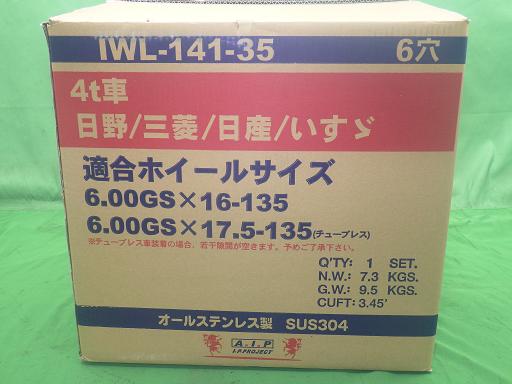 IWL-141-35 6穴
4t車
日野/三菱/日産/いすゞ
適合ホイールサイズ
6.00GS×16-135
6.00GS×17.5-135(チューブレス)
※チューブレス車装着の場合、若干隙間が空きます。予めご了承下さい。
Q'TY: 1 SET.
N.W.: 7.3 KGS.
G.W.: 9.5 KGS.
CUFT: 3.45'
オールステンレス製 SUS304
A.I.P
I.P.PROJECT